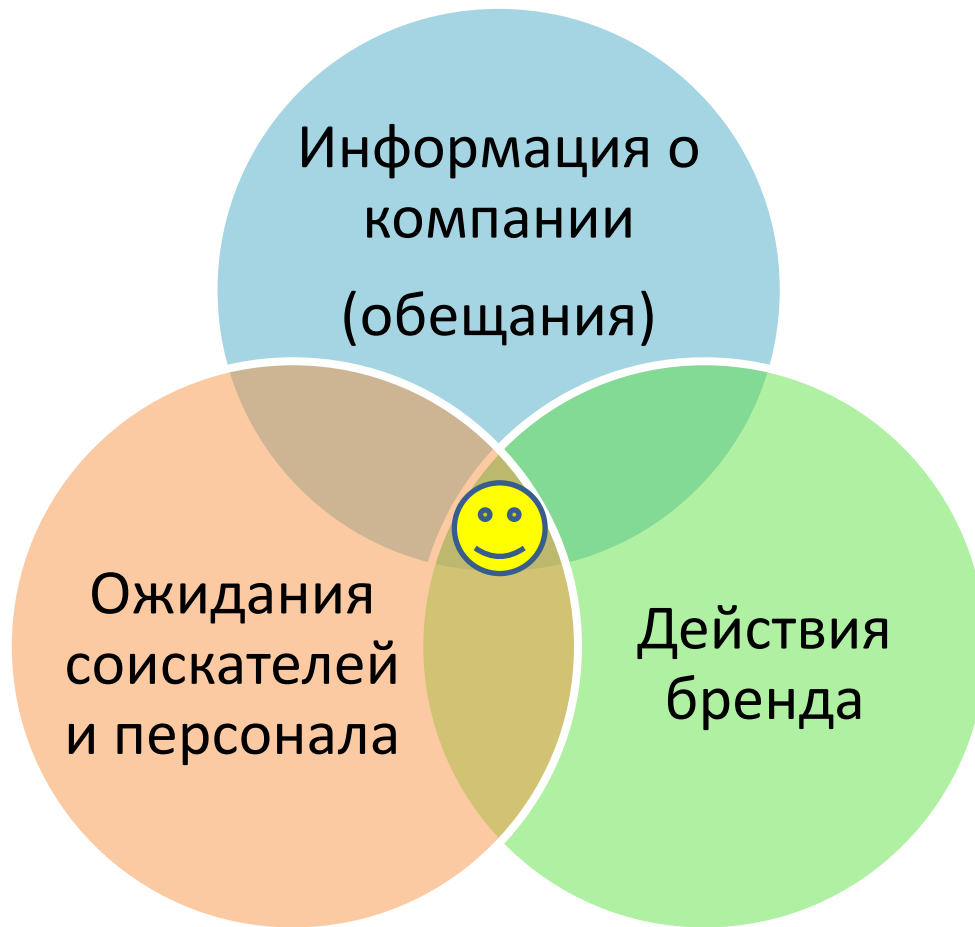 Информация о
компании
(обещания)
Ожидания
соискателей
и персонала
Действия
бренда